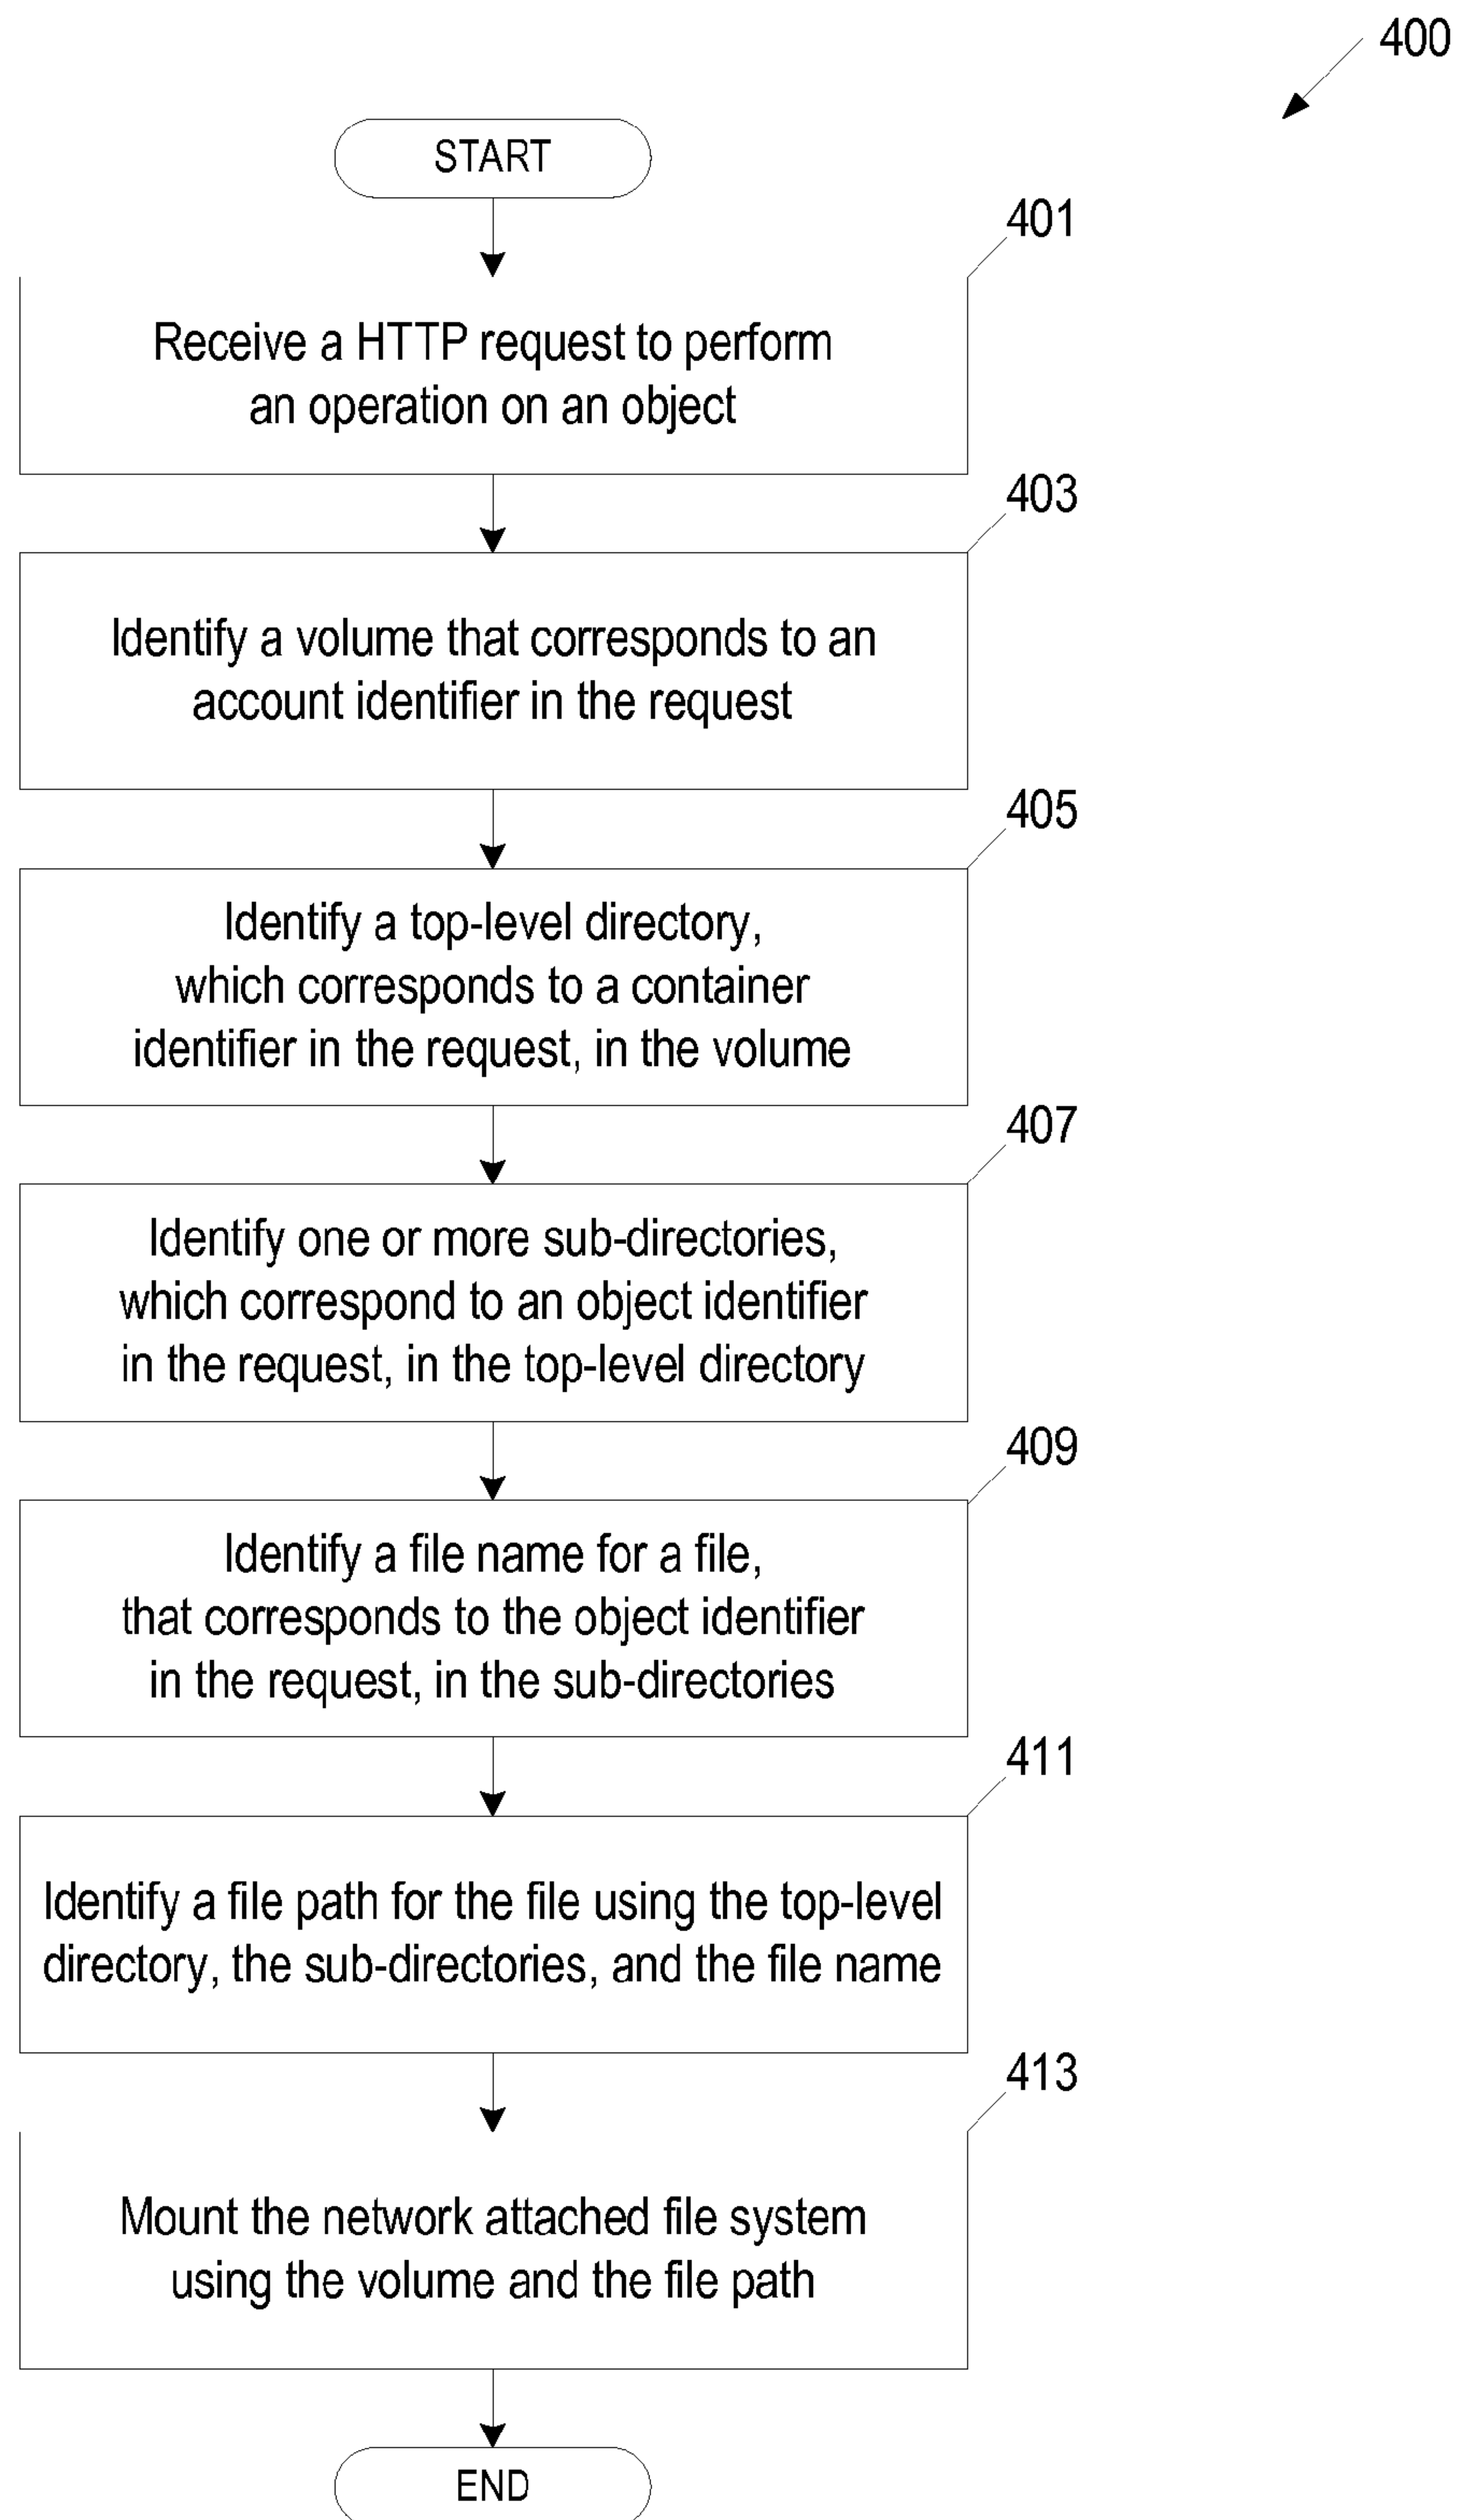 400
START
401
Receive a HTTP request to perform
an operation on an object
403
Identify a volume that corresponds to an
account identifier in the request
405
Identify a top-level directory,
which corresponds to a container
identifier in the request, in the volume
407
Identify one or more sub-directories,
which correspond to an object identifier
in the request, in the top-level directory
409
Identify a file name for a file,
that corresponds to the object identifier
in the request, in the sub-directories
411
Identify a file path for the file using the top-level
directory, the sub-directories, and the file name
413
Mount the network attached file system
using the volume and the file path
END